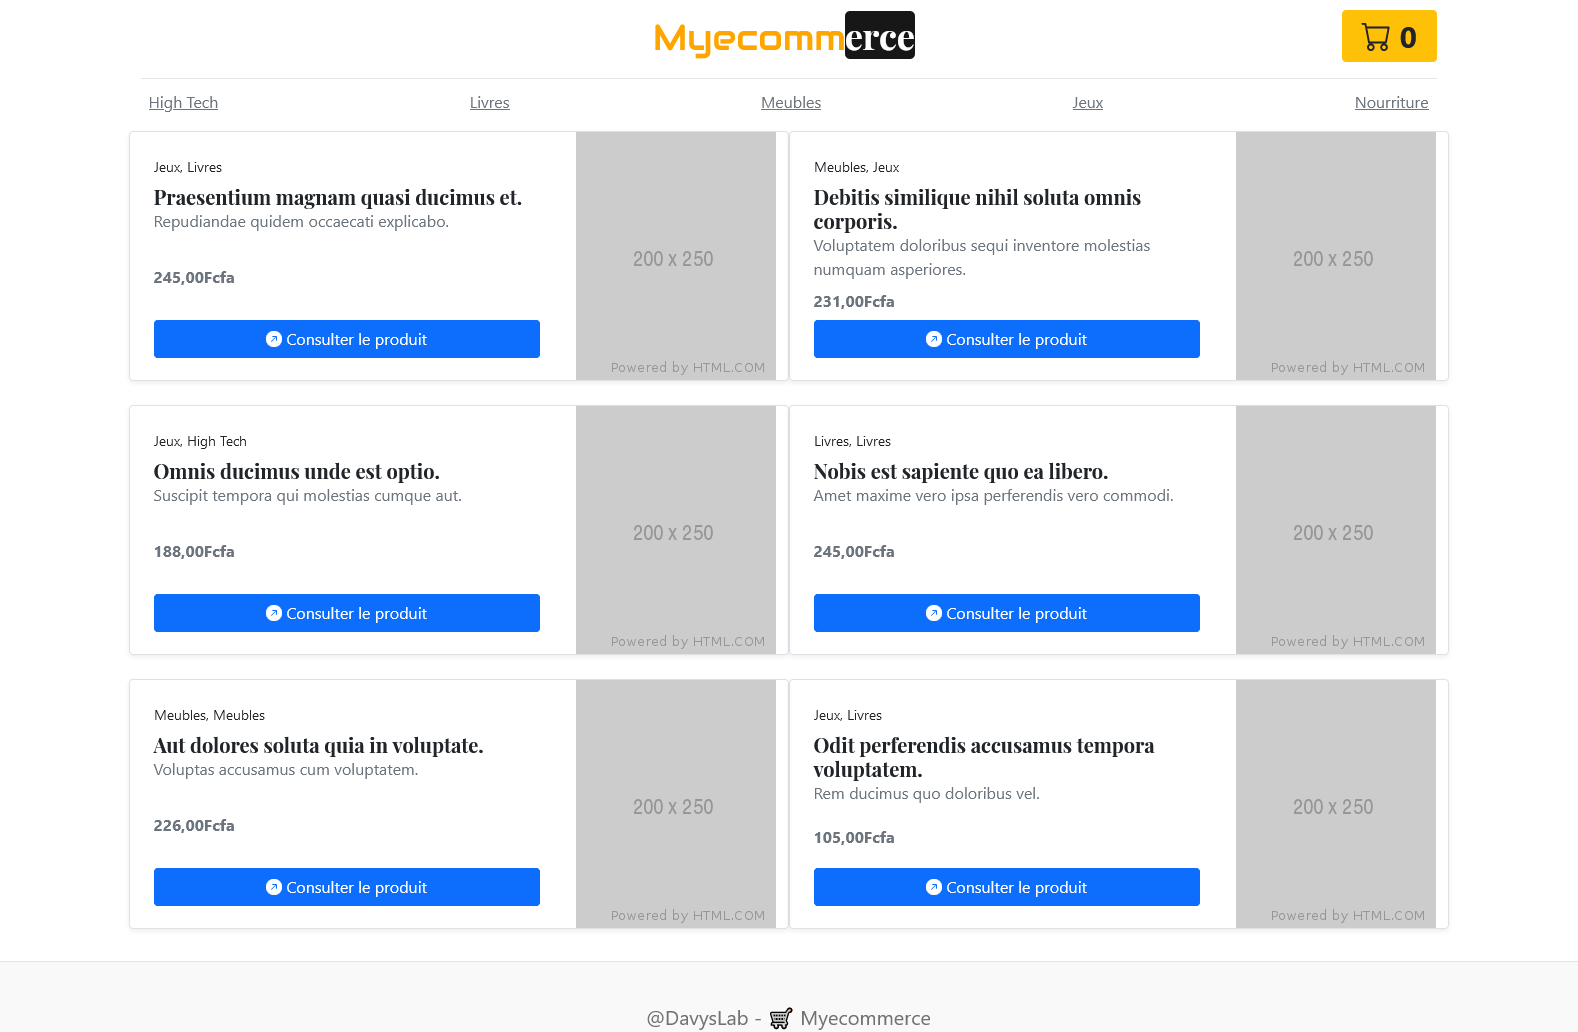 Myecommerce
0
High Tech
Livres
Meubles
Jeux
Nourriture
Jeux, Livres
Praesentium magnam quasi ducimus et.
Repudiandae quidem occaecati explicabo.
245,00Fcfa
Consulter le produit
200 x 250
Powered by HTML.COM
Meubles, Jeux
Debitis similique nihil soluta omnis
corporis.
Voluptatem doloribus sequi inventore molestias
numquam asperiores.
231,00Fcfa
Consulter le produit
200 x 250
Powered by HTML.COM
Jeux, High Tech
Omnis ducimus unde est optio.
Suscipit tempora qui molestias cumque aut.
188,00Fcfa
Consulter le produit
200 x 250
Powered by HTML.COM
Livres, Livres
Nobis est sapiente quo ea libero.
Amet maxime vero ipsa perferendis vero commodi.
245,00Fcfa
Consulter le produit
200 x 250
Powered by HTML.COM
Meubles, Meubles
Aut dolores soluta quia in voluptate.
Voluptas accusamus cum voluptatem.
226,00Fcfa
Consulter le produit
200 x 250
Powered by HTML.COM
Jeux, Livres
Odit perferendis accusamus tempora
voluptatem.
Rem ducimus quo doloribus vel.
105,00Fcfa
Consulter le produit
200 x 250
Powered by HTML.COM
@DavysLab - 🛒 Myecommerce